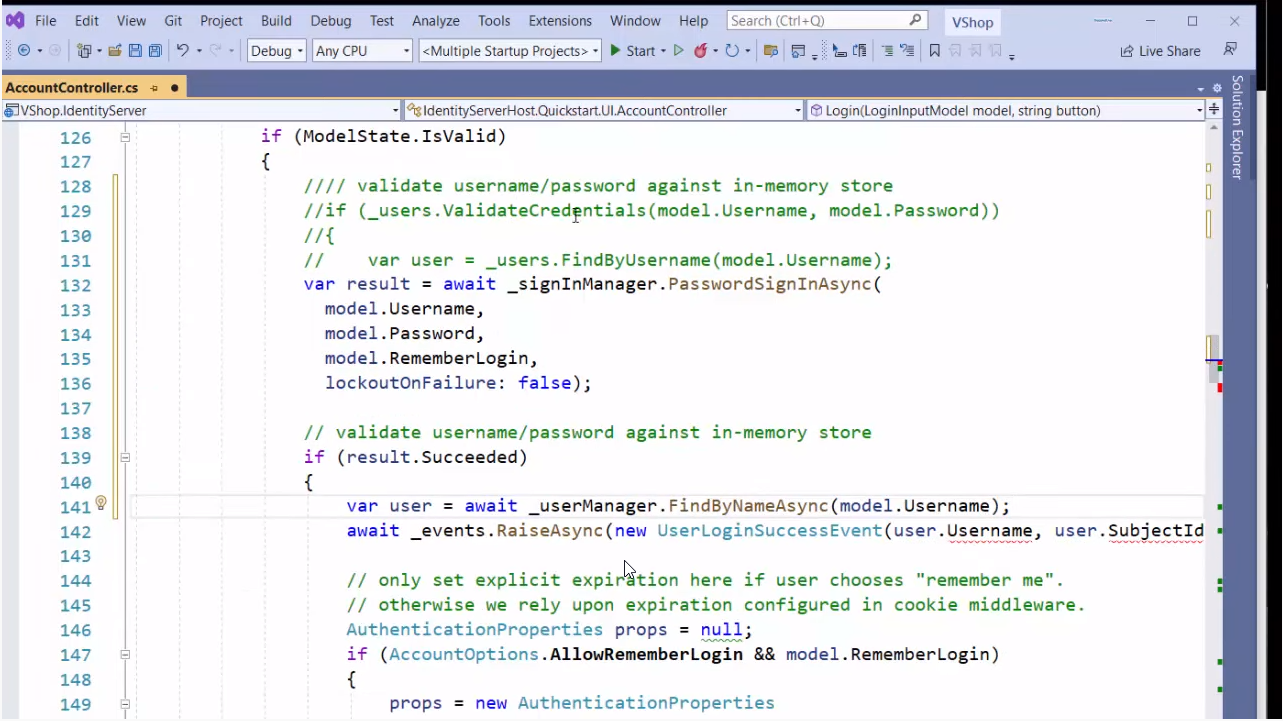 File Edit View Git Project Build Debug Test Analyze Tools Extensions Window Help Search (Ctrl+Q) VShop
Debug Any CPU <Multiple Startup Projects> Start Live Share
AccountController.cs
VShop.IdentityServer IdentityServerHost.Quickstart.UI.AccountController Login(LoginInputModel model, string button)
Solution Explorer
126 if (ModelState.IsValid)
127 {
128 //// validate username/password against in-memory store
129 //if (_users.ValidateCredentials(model.Username, model.Password))
130 //{
131 //    var user = _users.FindByUsername(model.Username);
132 var result = await _signInManager.PasswordSignInAsync(
133 model.Username,
134 model.Password,
135 model.RememberLogin,
136 lockoutOnFailure: false);
137
138 // validate username/password against in-memory store
139 if (result.Succeeded)
140 {
141 var user = await _userManager.FindByNameAsync(model.Username);
142 await _events.RaiseAsync(new UserLoginSuccessEvent(user.Username, user.SubjectId
143
144 // only set explicit expiration here if user chooses "remember me".
145 // otherwise we rely upon expiration configured in cookie middleware.
146 AuthenticationProperties props = null;
147 if (AccountOptions.AllowRememberLogin && model.RememberLogin)
148 {
149 props = new AuthenticationProperties